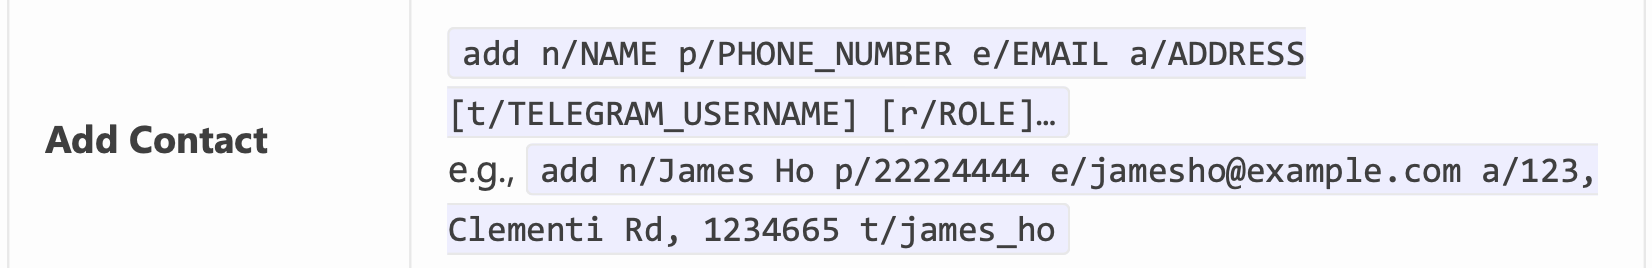 Add Contact
add n/NAME p/PHONE_NUMBER e/EMAIL a/ADDRESS
[t/TELEGRAM_USERNAME] [r/ROLE]…
e.g., add n/James Ho p/22224444 e/jamesho@example.com a/123,
Clementi Rd, 1234665 t/james_ho